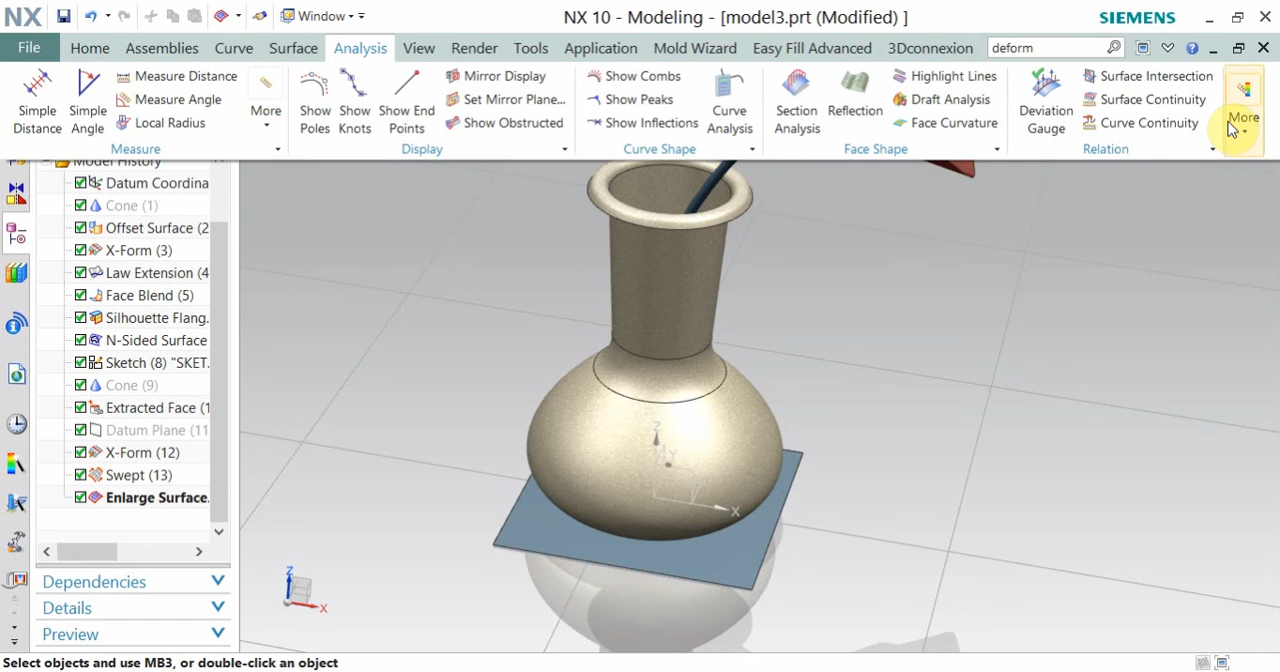 NX Window NX 10 - Modeling - [model3.prt (Modified) ] SIEMENS
File Home Assemblies Curve Surface Analysis View Render Tools Application Mold Wizard Easy Fill Advanced 3Dconnexion deform
Simple Distance
Simple Angle
Measure Distance
Measure Angle
Local Radius
More
Measure
Show Poles
Show Knots
Show End Points
Mirror Display
Set Mirror Plane...
Show Obstructed
Display
Show Combs
Show Peaks
Show Inflections
Curve Analysis
Curve Shape
Section Analysis
Reflection
Highlight Lines
Draft Analysis
Face Curvature
Face Shape
Deviation Gauge
Surface Intersection
Surface Continuity
Curve Continuity
Relation
More
Model History
Datum Coordina
Cone (1)
Offset Surface (2
X-Form (3)
Law Extension (4
Face Blend (5)
Silhouette Flang.
N-Sided Surface
Sketch (8) "SKET.
Cone (9)
Extracted Face (1
Datum Plane (11
X-Form (12)
Swept (13)
Enlarge Surface.
Dependencies
Details
Preview
Z
Y
X
Z
X
Select objects and use MB3, or double-click an object